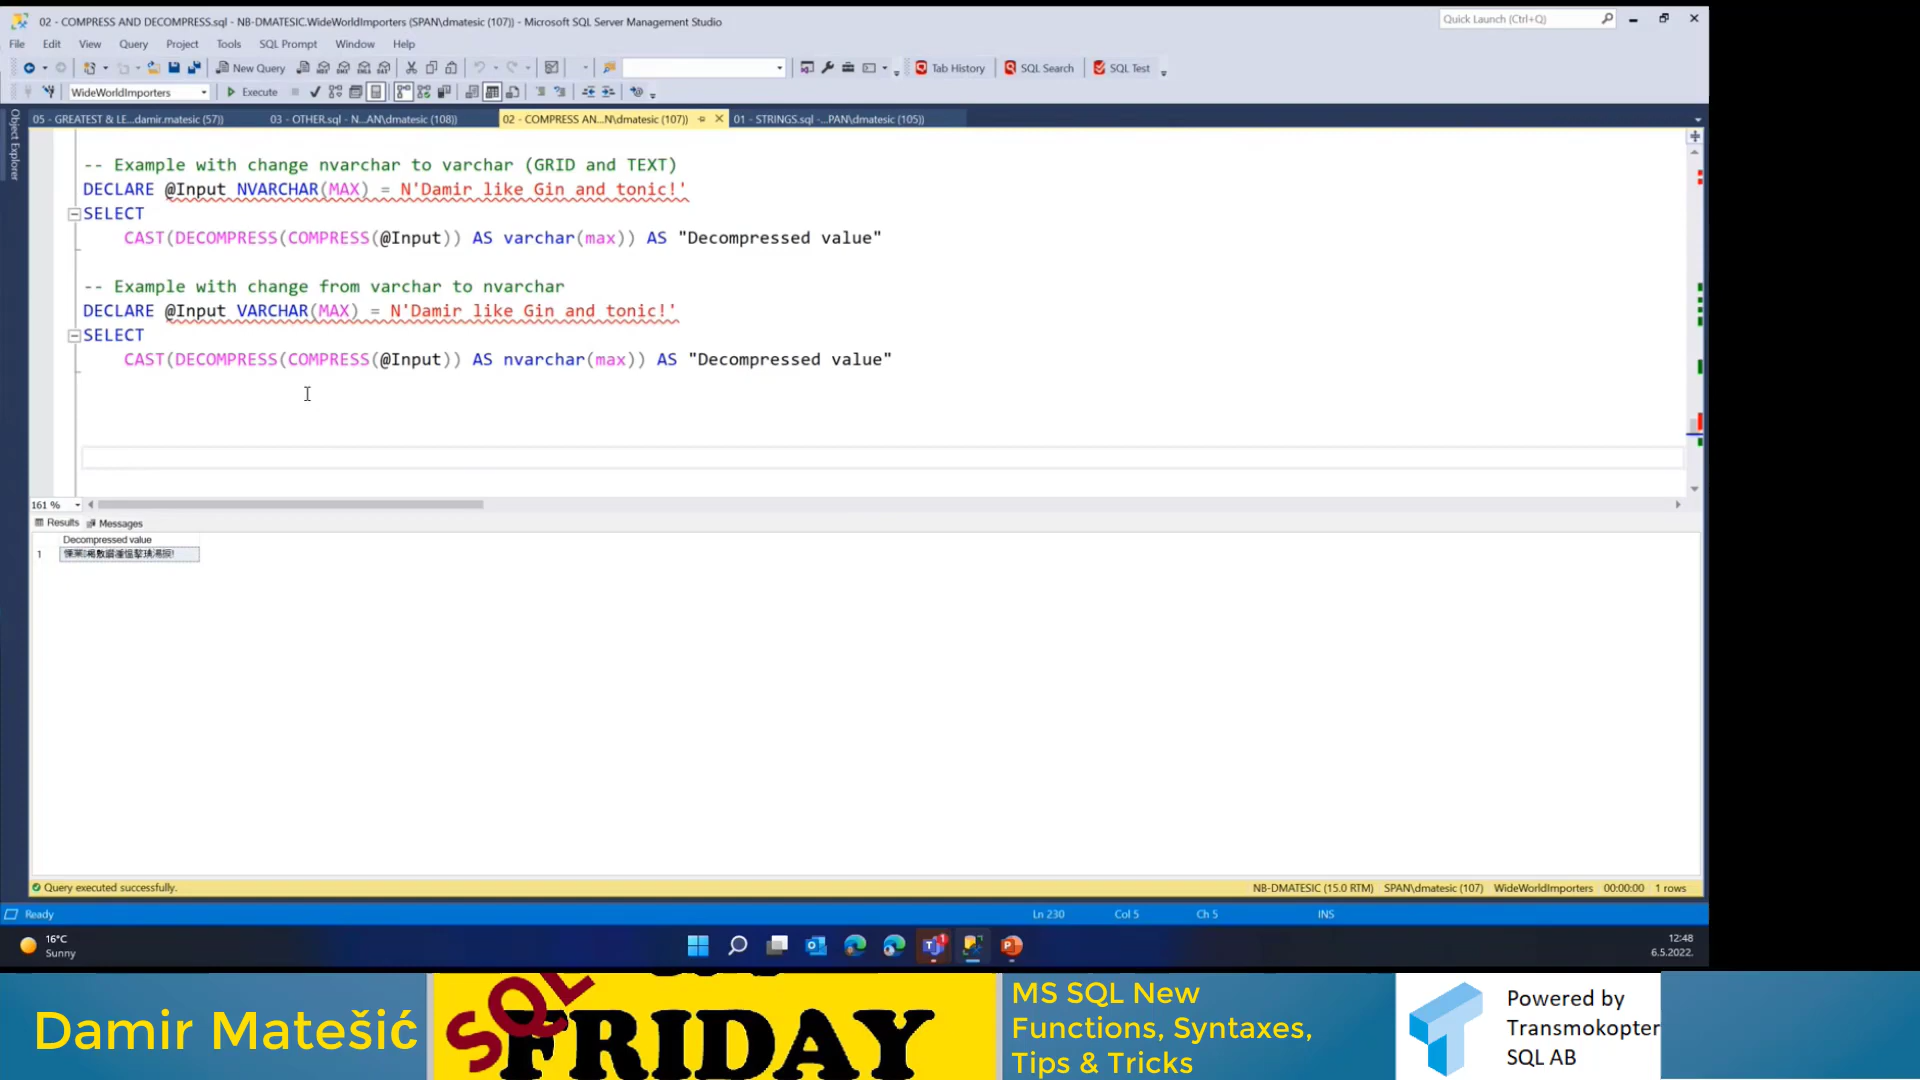 02 - COMPRESS AND DECOMPRESS.sql - NB-DMATESIC.WideWorldImporters (SPAN\dmatesic (107)) - Microsoft SQL Server Management Studio
Quick Launch (Ctrl+Q)
File Edit View Query Project Tools SQL Prompt Window Help
New Query
Tab History SQL Search SQL Test
WideWorldImporters Execute
Object Explorer
05 - GREATEST & LE...damir.matesic (57)) 03 - OTHER.sql - N...AN\dmatesic (108)) 02 - COMPRESS AN...N\dmatesic (107)) 01 - STRINGS.sql -...PAN\dmatesic (105))
-- Example with change nvarchar to varchar (GRID and TEXT)
DECLARE @Input NVARCHAR(MAX) = N'Damir like Gin and tonic!'
SELECT
CAST(DECOMPRESS(COMPRESS(@Input)) AS varchar(max)) AS "Decompressed value"
-- Example with change from varchar to nvarchar
DECLARE @Input VARCHAR(MAX) = N'Damir like Gin and tonic!'
SELECT
CAST(DECOMPRESS(COMPRESS(@Input)) AS nvarchar(max)) AS "Decompressed value"
161 %
Results Messages
Decompressed value
1
Query executed successfully.
NB-DMATESIC (15.0 RTM) SPAN\dmatesic (107) WideWorldImporters 00:00:00 1 rows
Ready
Ln 230 Col 5 Ch 5 INS
16°C
Sunny
12:48
6.5.2022.
Damir Matešić
SQL
FRIDAY
MS SQL New
Functions, Syntaxes,
Tips & Tricks
Powered by
Transmokopter
SQL AB